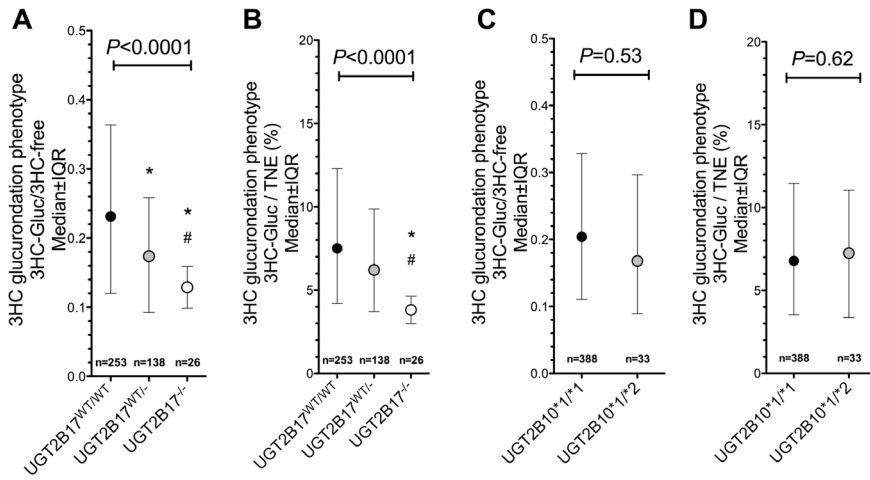 A
3HC glucurondation phenotype
3HC-Gluc/3HC-free
Median±IQR
0.5
0.4
0.3
0.2
0.1
0.0
P<0.0001
*
*
#
n=253
n=138
n=26
UGT2B17WT/WT
UGT2B17WT/-
UGT2B17-/-
B
3HC glucurondation phenotype
3HC-Gluc / TNE (%)
Median±IQR
20
15
10
5
0
P<0.0001
*
#
n=253
n=138
n=26
UGT2B17WT/WT
UGT2B17WT/-
UGT2B17-/-
C
3HC glucurondation phenotype
3HC-Gluc/3HC-free
Median±IQR
0.5
0.4
0.3
0.2
0.1
0.0
P=0.53
n=388
n=33
UGT2B10*1/*1
UGT2B10*1/*2
D
3HC glucurondation phenotype
3HC-Gluc / TNE (%)
Median±IQR
20
15
10
5
0
P=0.62
n=388
n=33
UGT2B10*1/*1
UGT2B10*1/*2